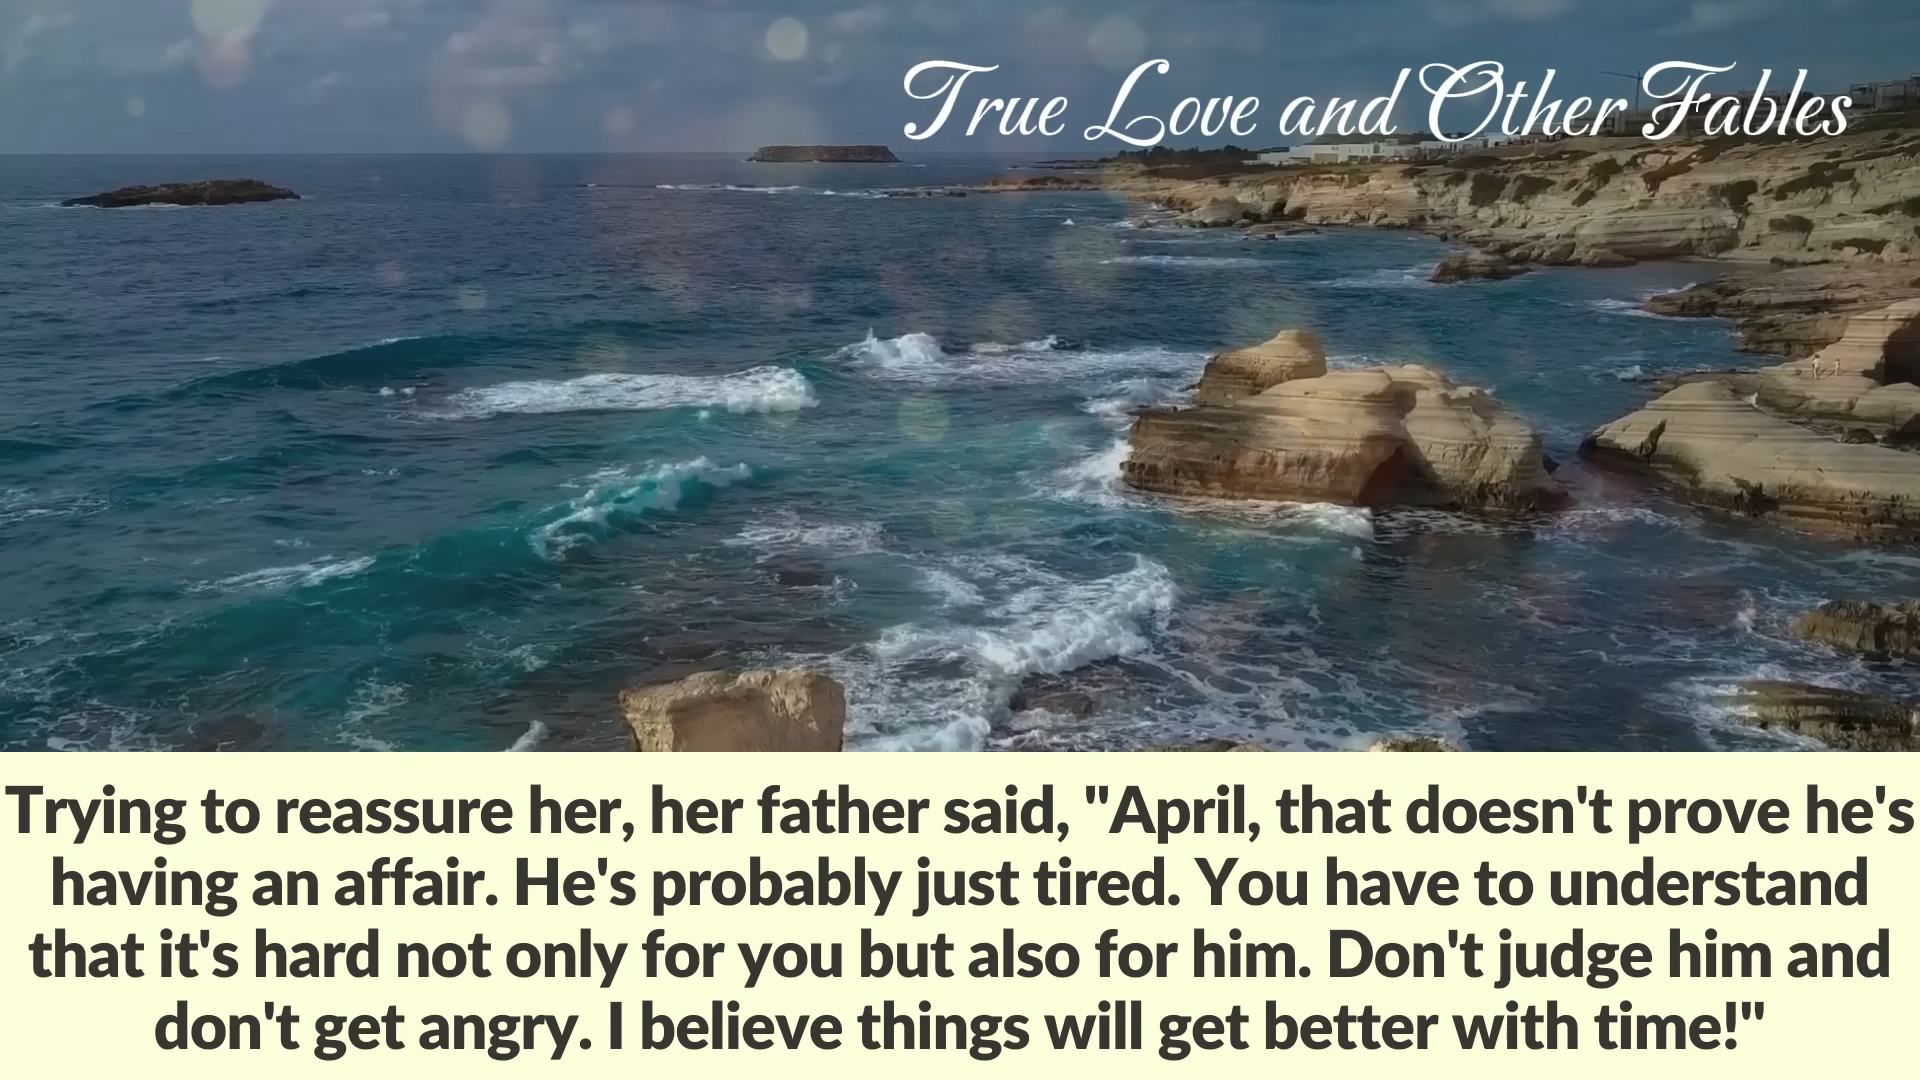 True Love and Other Fables
Trying to reassure her, her father said, "April, that doesn't prove he's
having an affair. He's probably just tired. You have to understand
that it's hard not only for you but also for him. Don't judge him and
don't get angry. I believe things will get better with time!"